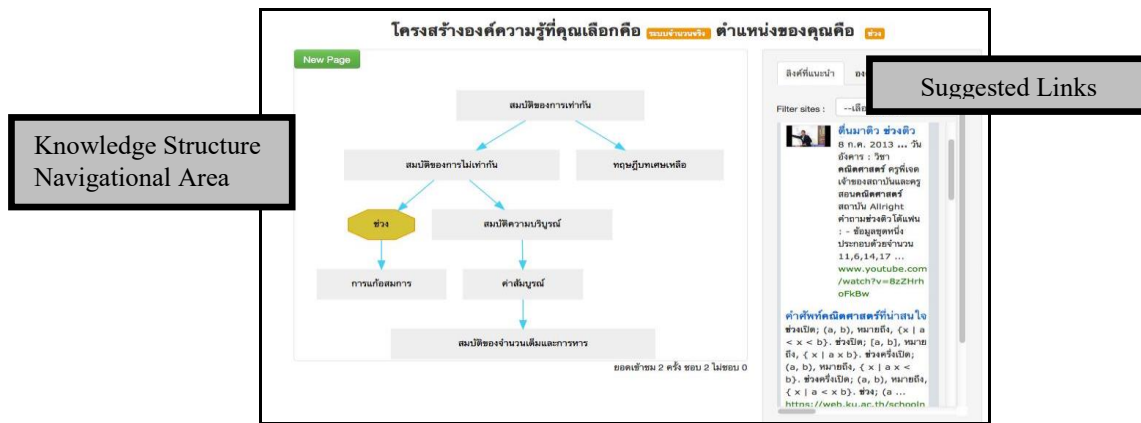 โครงสร้างองค์ความรู้ที่คุณเลือกคือ ระบบจำนวนจริง ตำแหน่งของคุณคือ ช่วง
New Page
สมบัติของการเท่ากัน
สมบัติของการไม่เท่ากัน
ทฤษฎีบทเศษเหลือ
ช่วง
สมบัติความบริบูรณ์
การแก้อสมการ
ค่าสัมบูรณ์
สมบัติของจำนวนเต็มและการหาร
ยอดเข้าชม 2 ครั้ง ชอบ 2 ไม่ชอบ 0
Knowledge Structure
Navigational Area
Suggested Links
ลิงค์ที่แนะนำ
Filter sites :
ตื่นมาติว ช่วงติว
8 ก.ค. 2013 ... วัน
อังคาร : วิชา
คณิตศาสตร์ ครูพี่เจต
เจ้าของสถาบันและครู
สอนคณิตศาสตร์
สถาบัน Allright
คำถามช่วงติวโต้แฟน
: - ข้อมูลชุดหนึ่ง
ประกอบด้วยจำนวน
11,6,14,17 ...
www.youtube.com
/watch?v=8zZHrh
oFkBw
คำศัพท์คณิตศาสตร์ที่น่าสนใจ
ช่วงเปิด; (a, b), หมายถึง, {x | a
< x < b}. ช่วงปิด; [a, b], หมาย
ถึง, { x | a x b}. ช่วงครึ่งเปิด;
(a, b), หมายถึง, { x | a x <
b}. ช่วงครึ่งเปิด; (a, b), หมายถึง,
{ x | a < x b}. ช่วง; (a ...
https://web.ku.ac.th/schooln